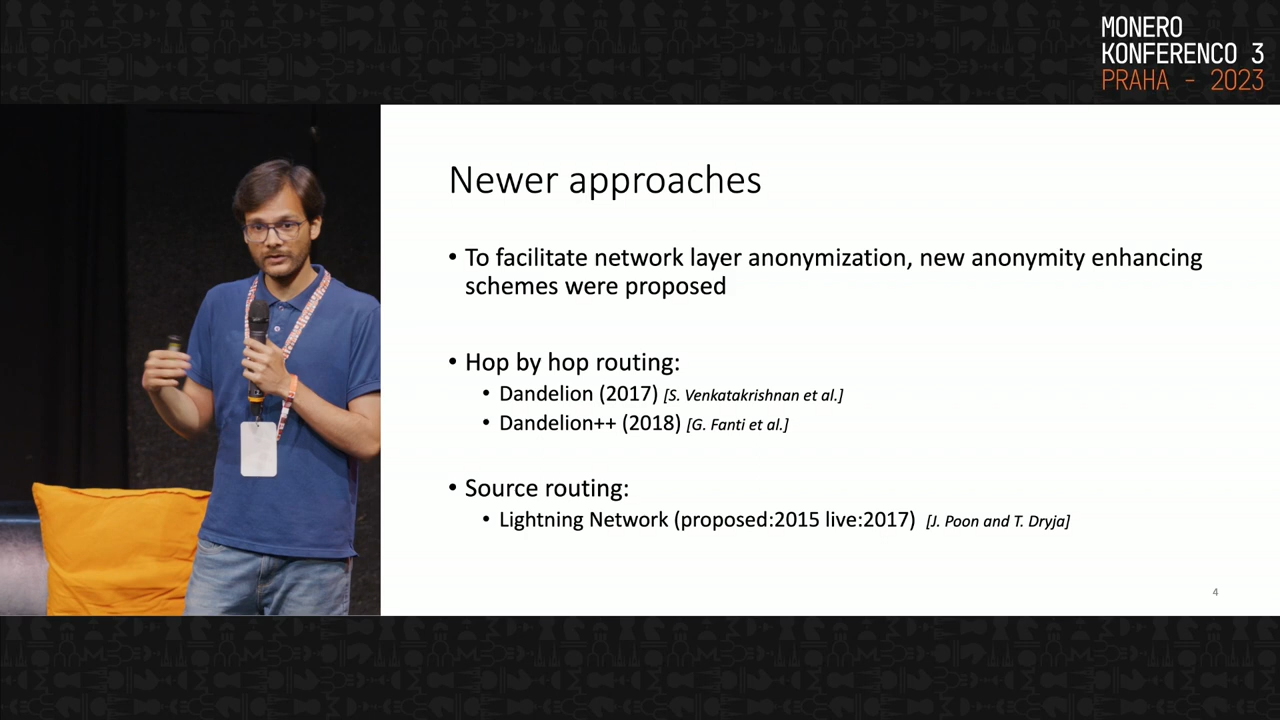 MONERO
KONFERENCO 3
PRAHA - 2023
Newer approaches
• To facilitate network layer anonymization, new anonymity enhancing
schemes were proposed
• Hop by hop routing:
• Dandelion (2017) [S. Venkatakrishnan et al.]
• Dandelion++ (2018) [G. Fanti et al.]
• Source routing:
• Lightning Network (proposed:2015 live:2017) [J. Poon and T. Dryja]
4